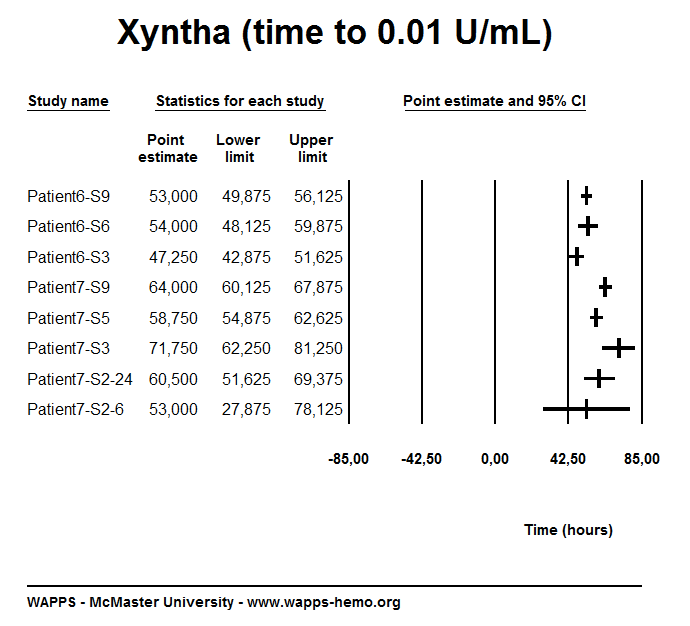 Xyntha (time to 0.01 U/mL)
Study name Statistics for each study Point estimate and 95% CI
Point Lower Upper
estimate limit limit
Patient6-S9 53,000 49,875 56,125
Patient6-S6 54,000 48,125 59,875
Patient6-S3 47,250 42,875 51,625
Patient7-S9 64,000 60,125 67,875
Patient7-S5 58,750 54,875 62,625
Patient7-S3 71,750 62,250 81,250
Patient7-S2-24 60,500 51,625 69,375
Patient7-S2-6 53,000 27,875 78,125
-85,00 -42,50 0,00 42,50 85,00
Time (hours)
WAPPS - McMaster University - www.wapps-hemo.org